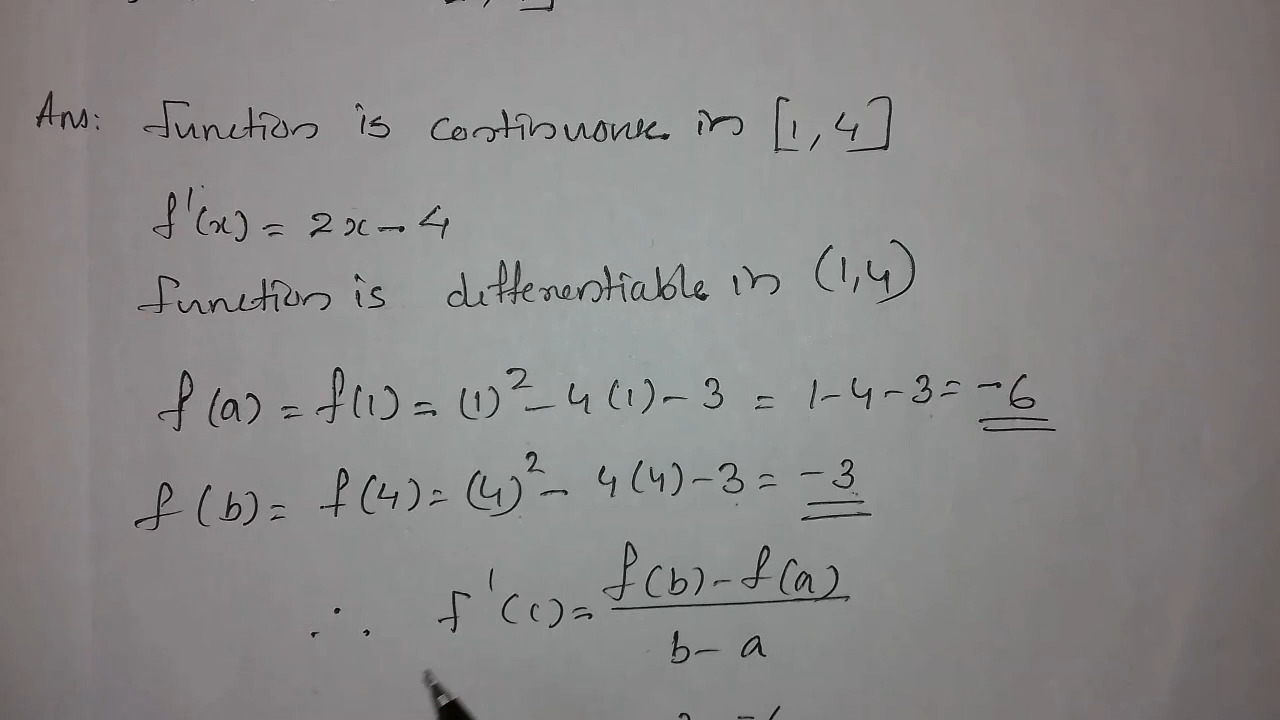 Ans: function is continuous in [1, 4]
f'(x) = 2x - 4
function is differentiable in (1,4)
f(a) = f(1) = (1)² - 4(1) - 3 = 1-4-3 = -6
f(b) = f(4) = (4)² - 4(4) - 3 = -3
∴ f'(c) = f(b) - f(a)
b - a